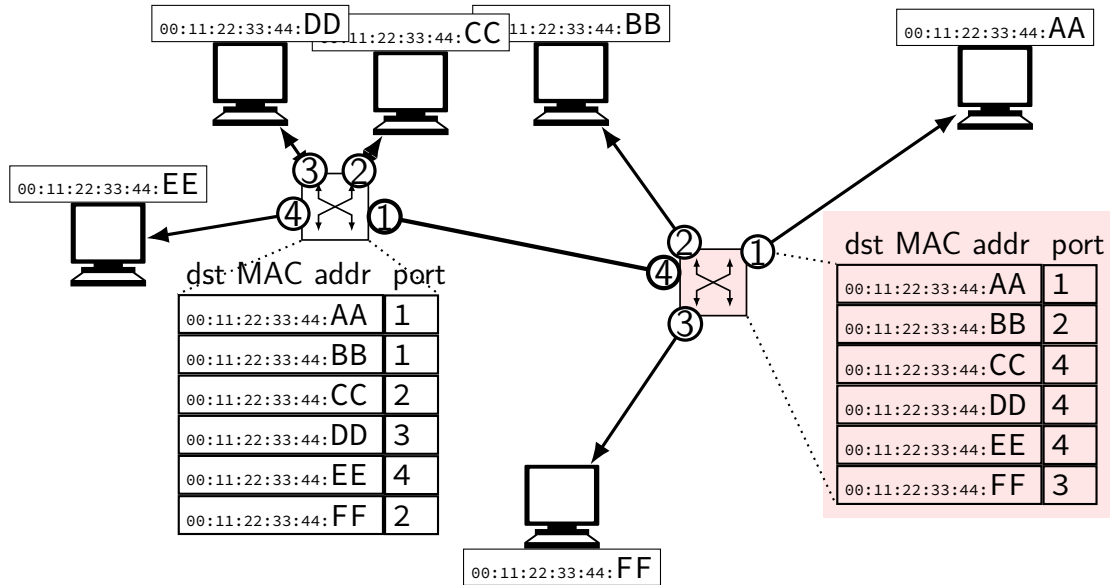 00:11:22:33:44:DD
00:11:22:33:44:CC
00:11:22:33:44:BB
00:11:22:33:44:AA
00:11:22:33:44:EE
3 2
4 1
2 1
4
3
dst MAC addr port
00:11:22:33:44:AA 1
00:11:22:33:44:BB 1
00:11:22:33:44:CC 2
00:11:22:33:44:DD 3
00:11:22:33:44:EE 4
00:11:22:33:44:FF 2
dst MAC addr port
00:11:22:33:44:AA 1
00:11:22:33:44:BB 2
00:11:22:33:44:CC 4
00:11:22:33:44:DD 4
00:11:22:33:44:EE 4
00:11:22:33:44:FF 3
00:11:22:33:44:FF